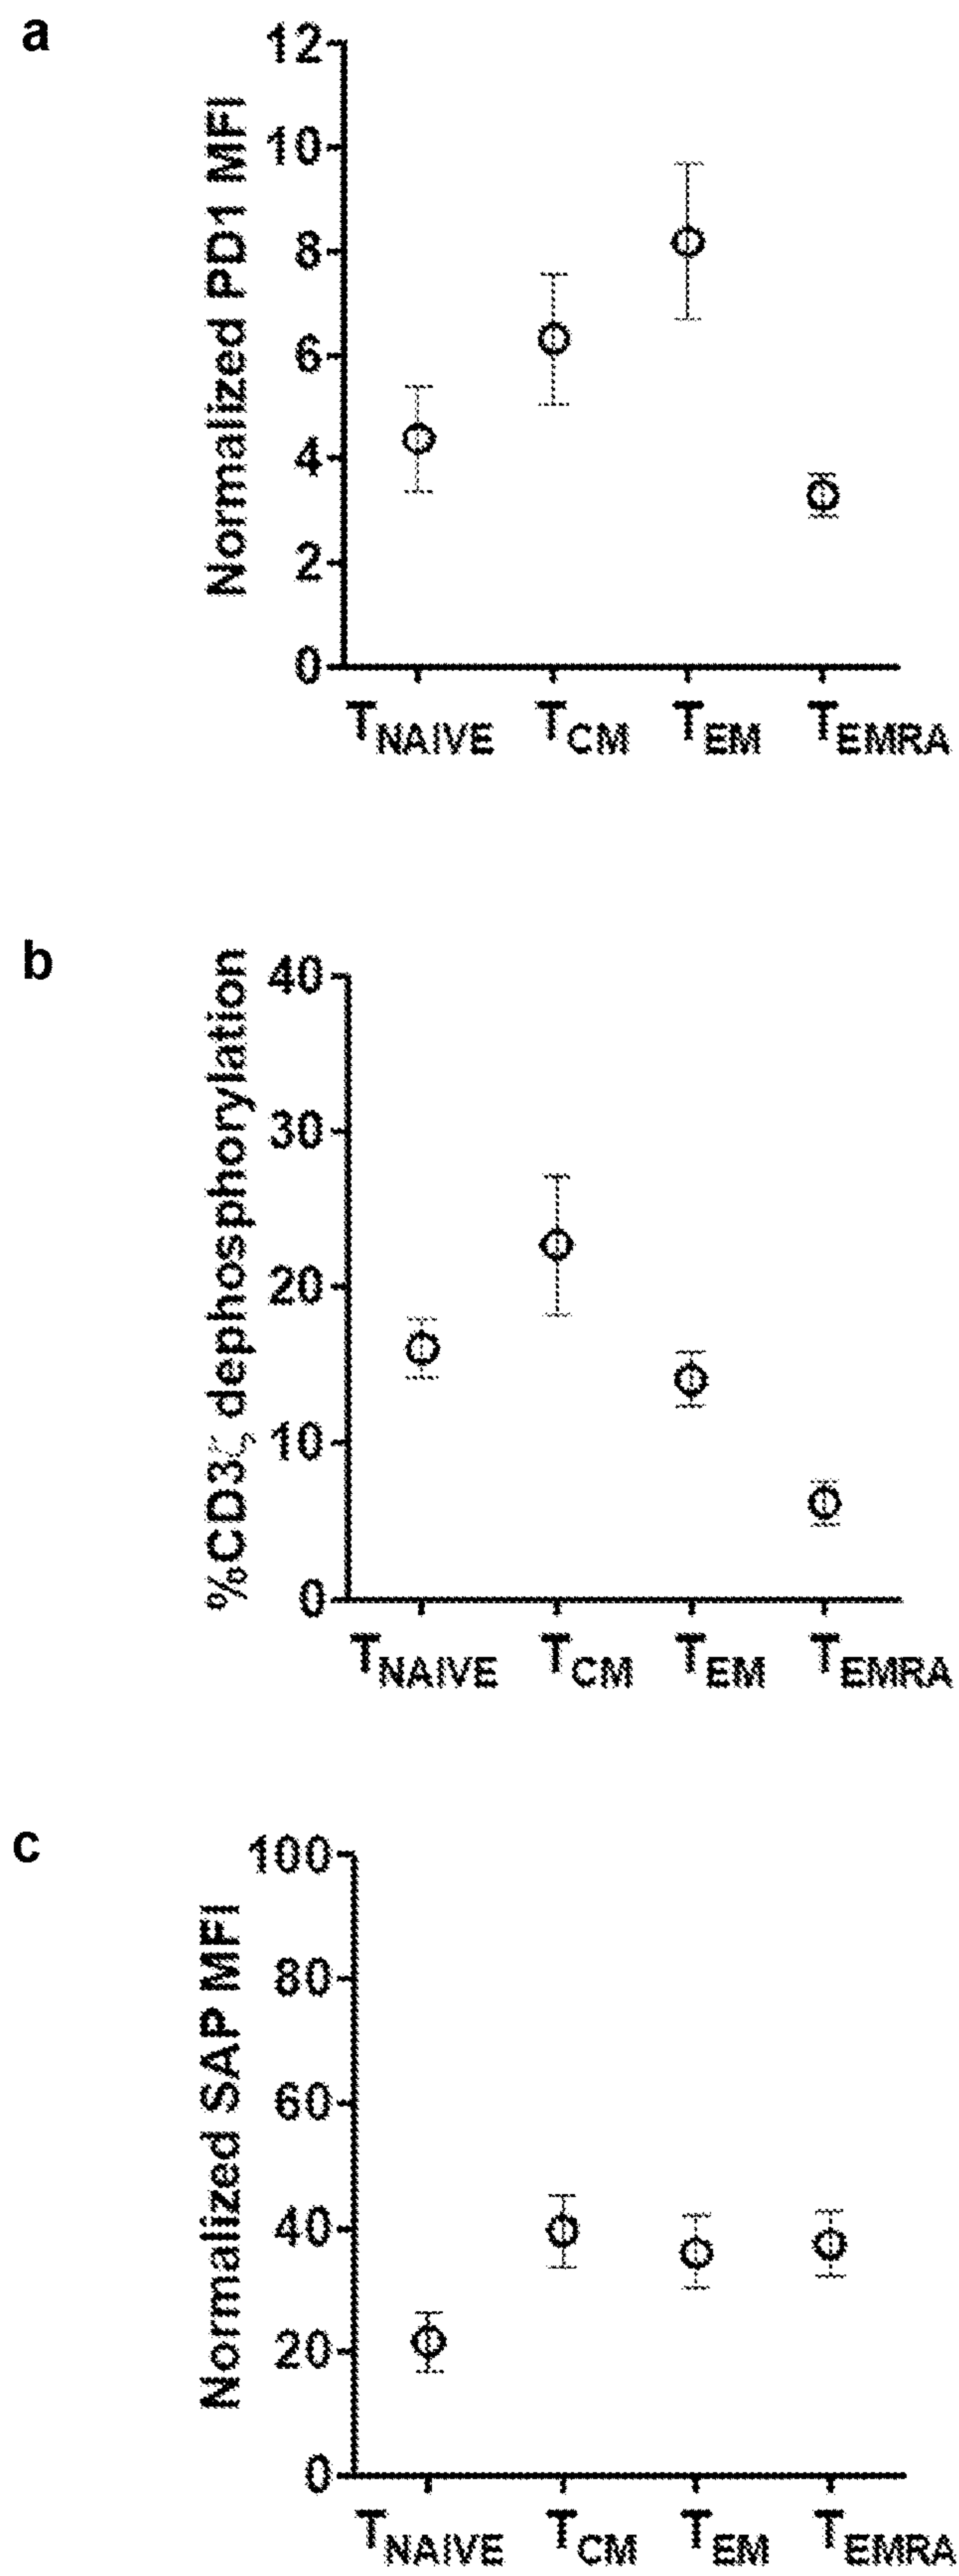 a
Normalized PD1 MFI
12
10
8
6
4
2
0
TNAIVE TCM TEM TEMRA
b
%CD3ζ dephosphorylation
40
30
20
10
0
TNAIVE TCM TEM TEMRA
c
Normalized SAP MFI
100
80
60
40
20
0
TNAIVE TCM TEM TEMRA